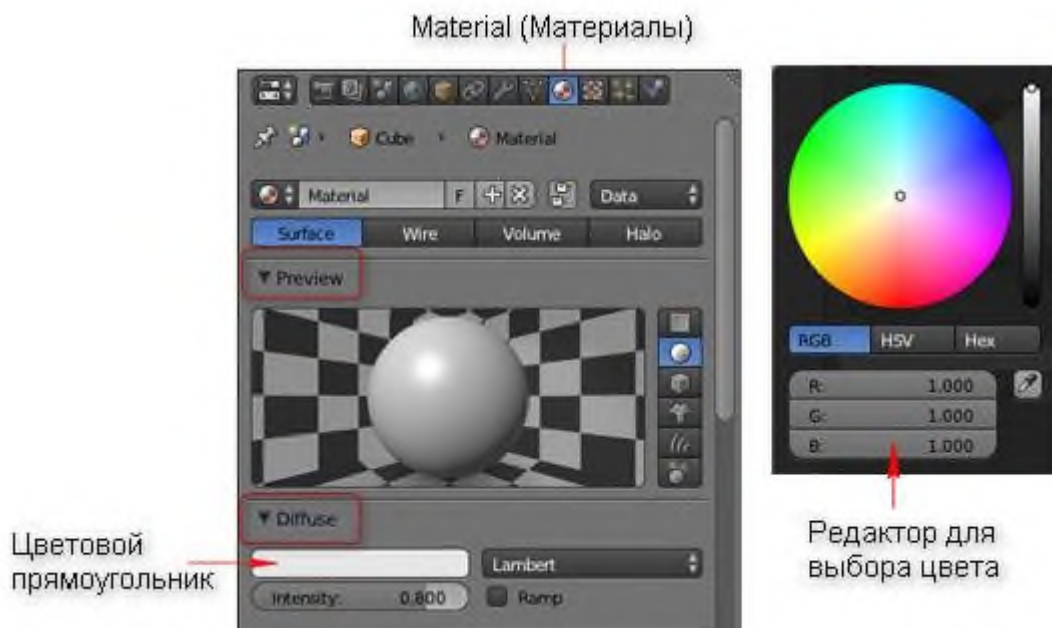 Material (Материалы)
Cube
Material
Material
F
Data
Surface
Wire
Volume
Halo
Preview
Diffuse
Lambert
Intensity: 0.800
Ramp
Цветовой
прямоугольник
RGB
HSV
Hex
R: 1.000
G: 1.000
B: 1.000
Редактор для
выбора цвета